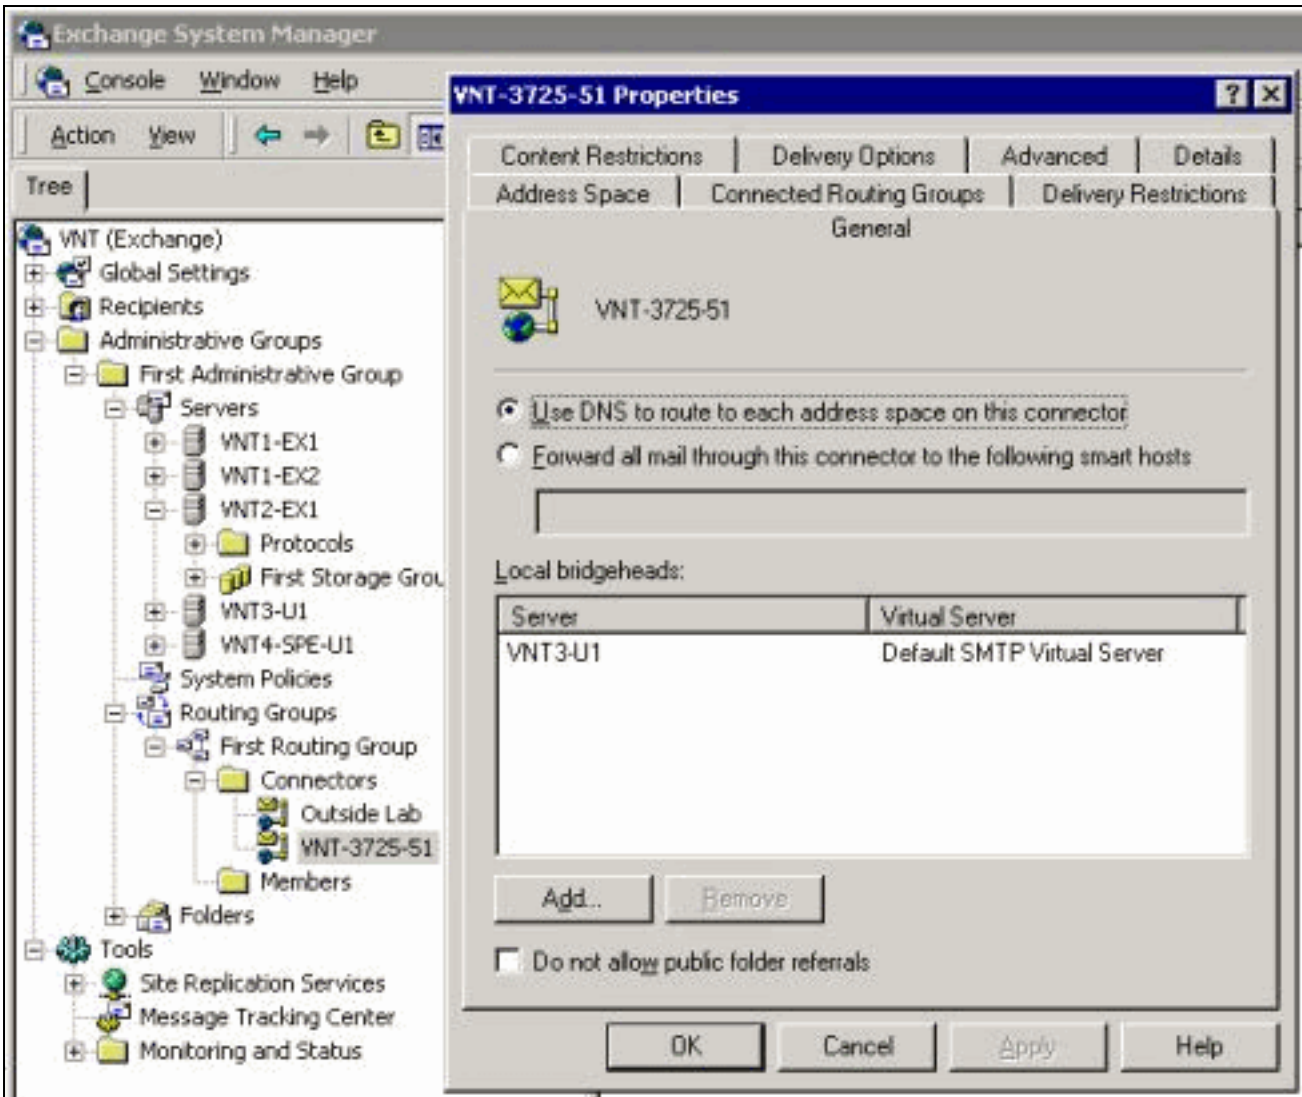 Exchange System Manager
Console Window Help
Action View
Tree
VNT (Exchange)
Global Settings
Recipients
Administrative Groups
First Administrative Group
Servers
VNT1-EX1
VNT1-EX2
VNT2-EX1
Protocols
First Storage Grou
VNT3-U1
VNT4-SPE-U1
System Policies
Routing Groups
First Routing Group
Connectors
Outside Lab
VNT-3725-51
Members
Folders
Tools
Site Replication Services
Message Tracking Center
Monitoring and Status
VNT-3725-51 Properties
Content Restrictions Delivery Options Advanced Details
Address Space Connected Routing Groups Delivery Restrictions
General
VNT-3725-51
Use DNS to route to each address space on this connector
Forward all mail through this connector to the following smart hosts
Local bridgeheads:
Server Virtual Server
VNT3-U1 Default SMTP Virtual Server
Add... Remove
Do not allow public folder referrals
OK Cancel Apply Help